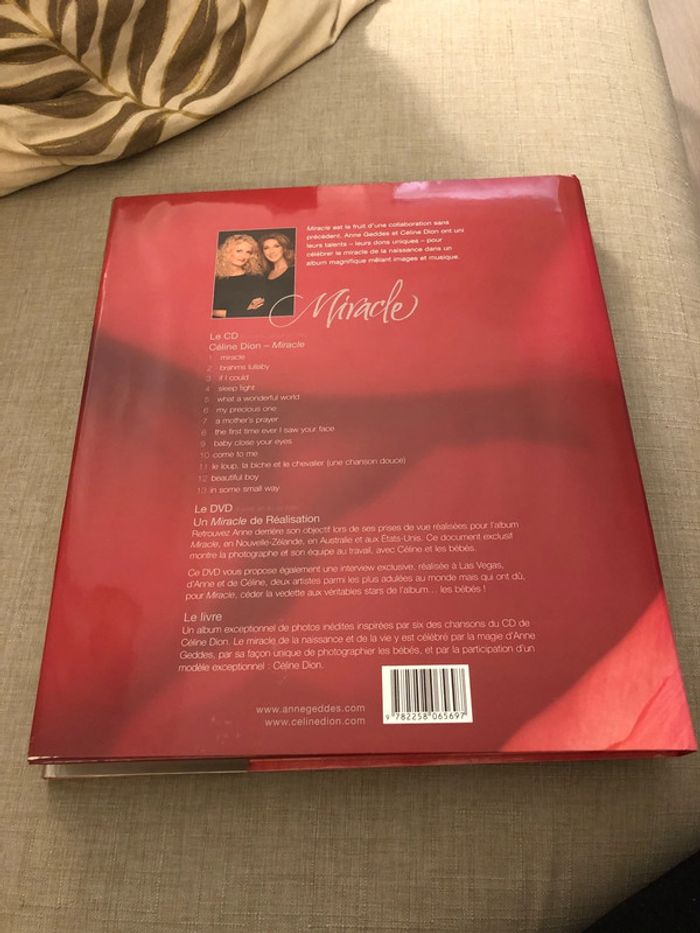 Miracle est le fruit d'une collaboration sans
précédent. Anne Geddes et Céline Dion ont uni
leurs talents – leurs dons uniques – pour
célébrer le miracle de la naissance dans un
album magnifique mêlant images et musique.
Miracle
Le CD
Céline Dion – Miracle
1 miracle
2 brahms lullaby
3 if I could
4 sleep tight
5 what a wonderful world
6 my precious one
7 a mother's prayer
8 the first time ever I saw your face
9 baby close your eyes
10 come to me
11 le loup, la biche et le chevalier (une chanson douce)
12 beautiful boy
13 in some small way
Le DVD
Un Miracle de Réalisation
Retrouvez Anne derrière son objectif lors de ses prises de vue réalisées pour l'album
Miracle, en Nouvelle-Zélande, en Australie et aux États-Unis. Ce document exclusif
montre la photographe et son équipe au travail, avec Céline et les bébés.
Ce DVD vous propose également une interview exclusive, réalisée à Las Vegas,
d'Anne et de Céline, deux artistes parmi les plus adulées au monde mais qui ont dû,
pour Miracle, céder la vedette aux véritables stars de l'album... les bébés !
Le livre
Un album exceptionnel de photos inédites inspirées par six des chansons du CD de
Céline Dion. Le miracle de la naissance et de la vie y est célébré par la magie d'Anne
Geddes, par sa façon unique de photographier les bébés, et par la participation d'un
modèle exceptionnel : Céline Dion.
www.annegeddes.com
www.celinedion.com
9 782258 065697